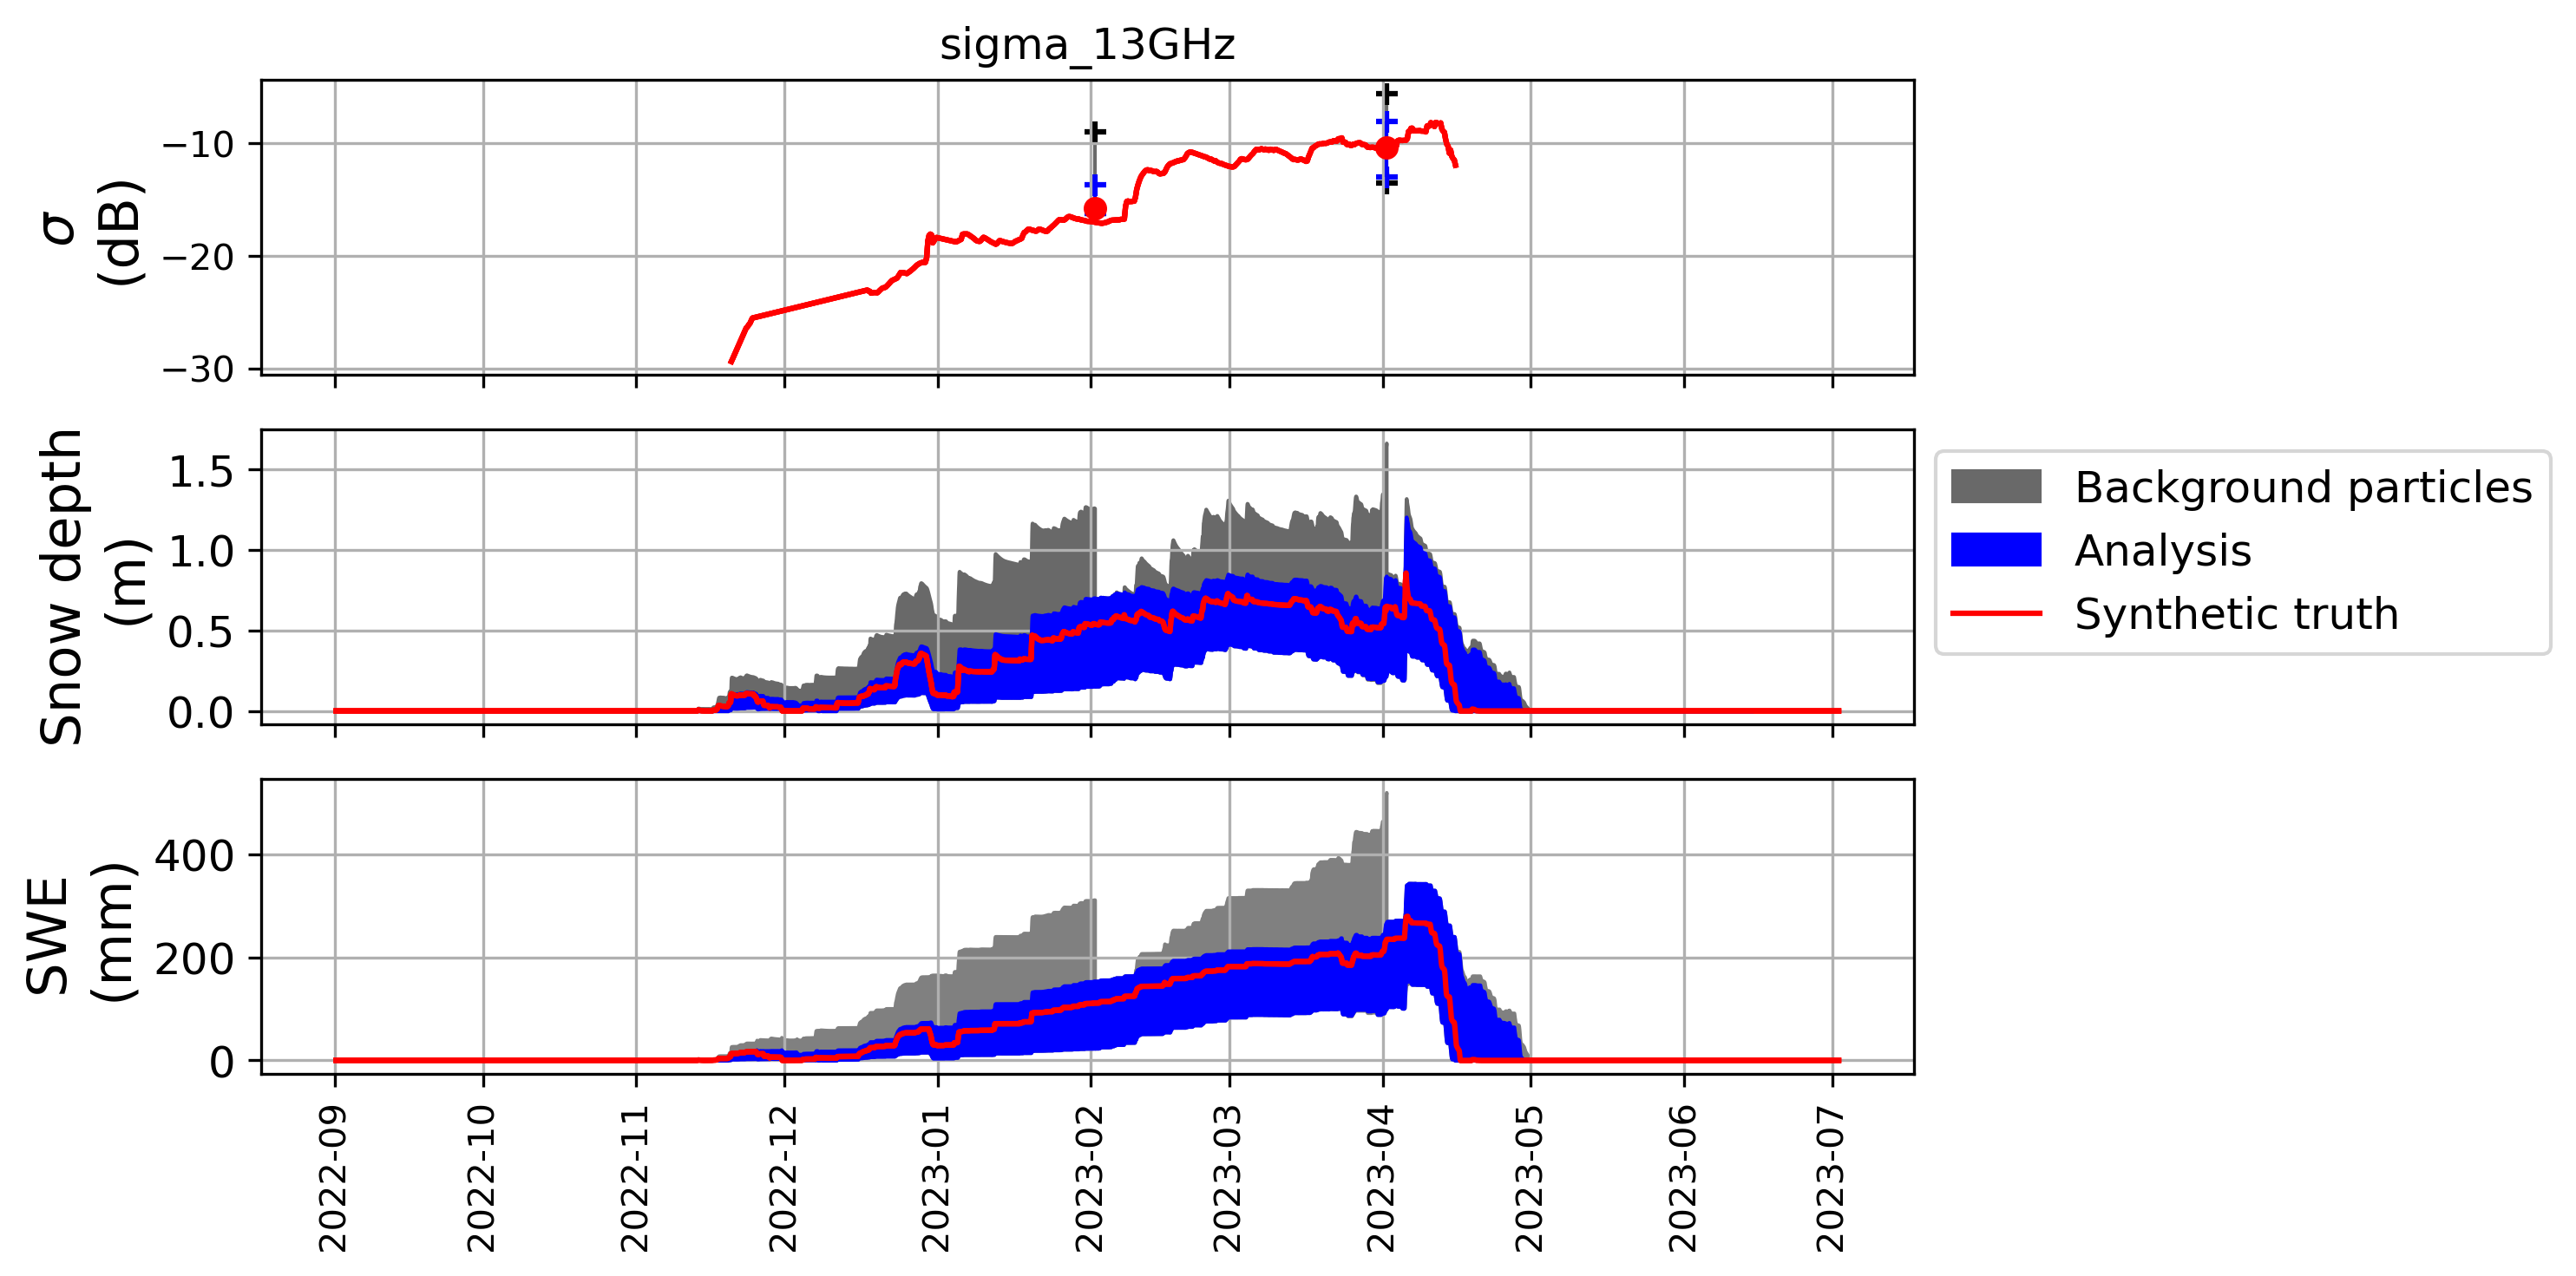 sigma_13GHz
σ
(dB)
−10
−20
−30
Snow depth
(m)
1.5
1.0
0.5
0.0
Background particles
Analysis
Synthetic truth
SWE
(mm)
400
200
0
2022-09
2022-10
2022-11
2022-12
2023-01
2023-02
2023-03
2023-04
2023-05
2023-06
2023-07